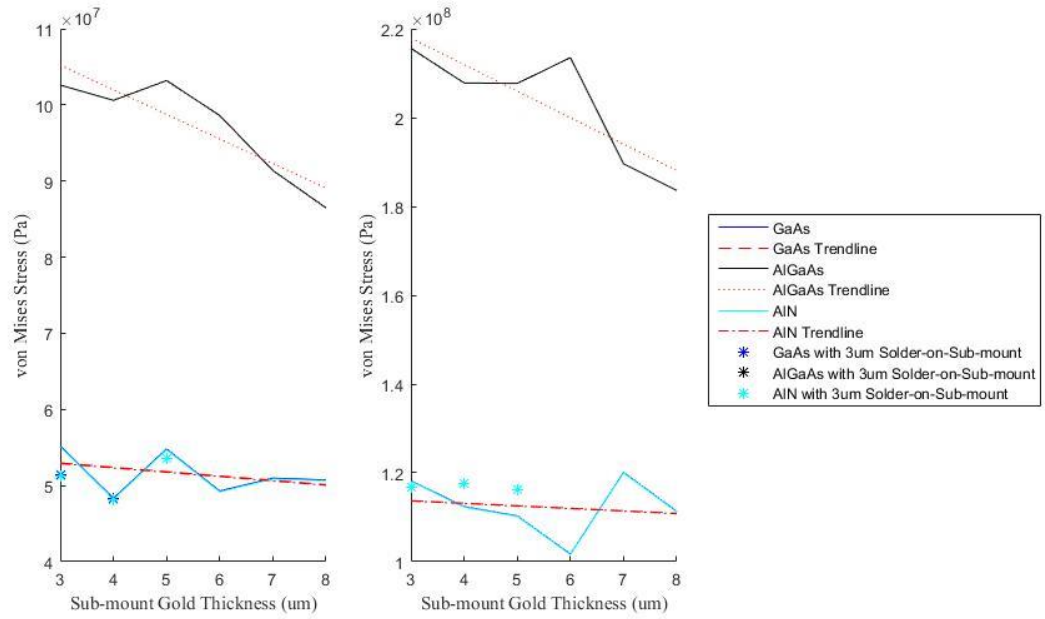 ×10^7
11
10
9
8
7
6
5
4
von Mises Stress (Pa)
3 4 5 6 7 8
Sub-mount Gold Thickness (um)
×10^8
2.2
2
1.8
1.6
1.4
1.2
1
von Mises Stress (Pa)
3 4 5 6 7 8
Sub-mount Gold Thickness (um)
GaAs
GaAs Trendline
AlGaAs
AlGaAs Trendline
AlN
AlN Trendline
GaAs with 3um Solder-on-Sub-mount
AlGaAs with 3um Solder-on-Sub-mount
AlN with 3um Solder-on-Sub-mount